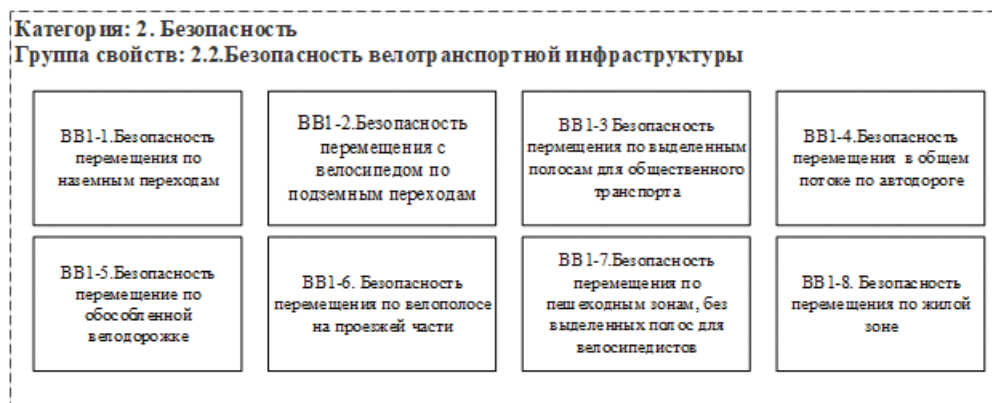 Категория: 2. Безопасность
Группа свойств: 2.2.Безопасность велотранспортной инфраструктуры
ВВ1-1.Безопасность
перемещения по
наземным переходам
ВВ1-2.Безопасность
перемещения с
велосипедом по
подземным переходам
ВВ1-3 Безопасность
пермещения по выделенным
полосам для общественного
транспорта
ВВ1-4.Безопасность
перемещения в общем
потоке по автодороге
ВВ1-5.Безопасность
перемещение по
обособленной
велодорожке
ВВ1-6. Безопасность
перемещения по велополосе
на проезжей части
ВВ1-7.Безопасность
перемещения по
пешеходным зонам, без
выделенных полос для
велосипедистов
ВВ1-8. Безопасность
перемещения по жилой
зоне